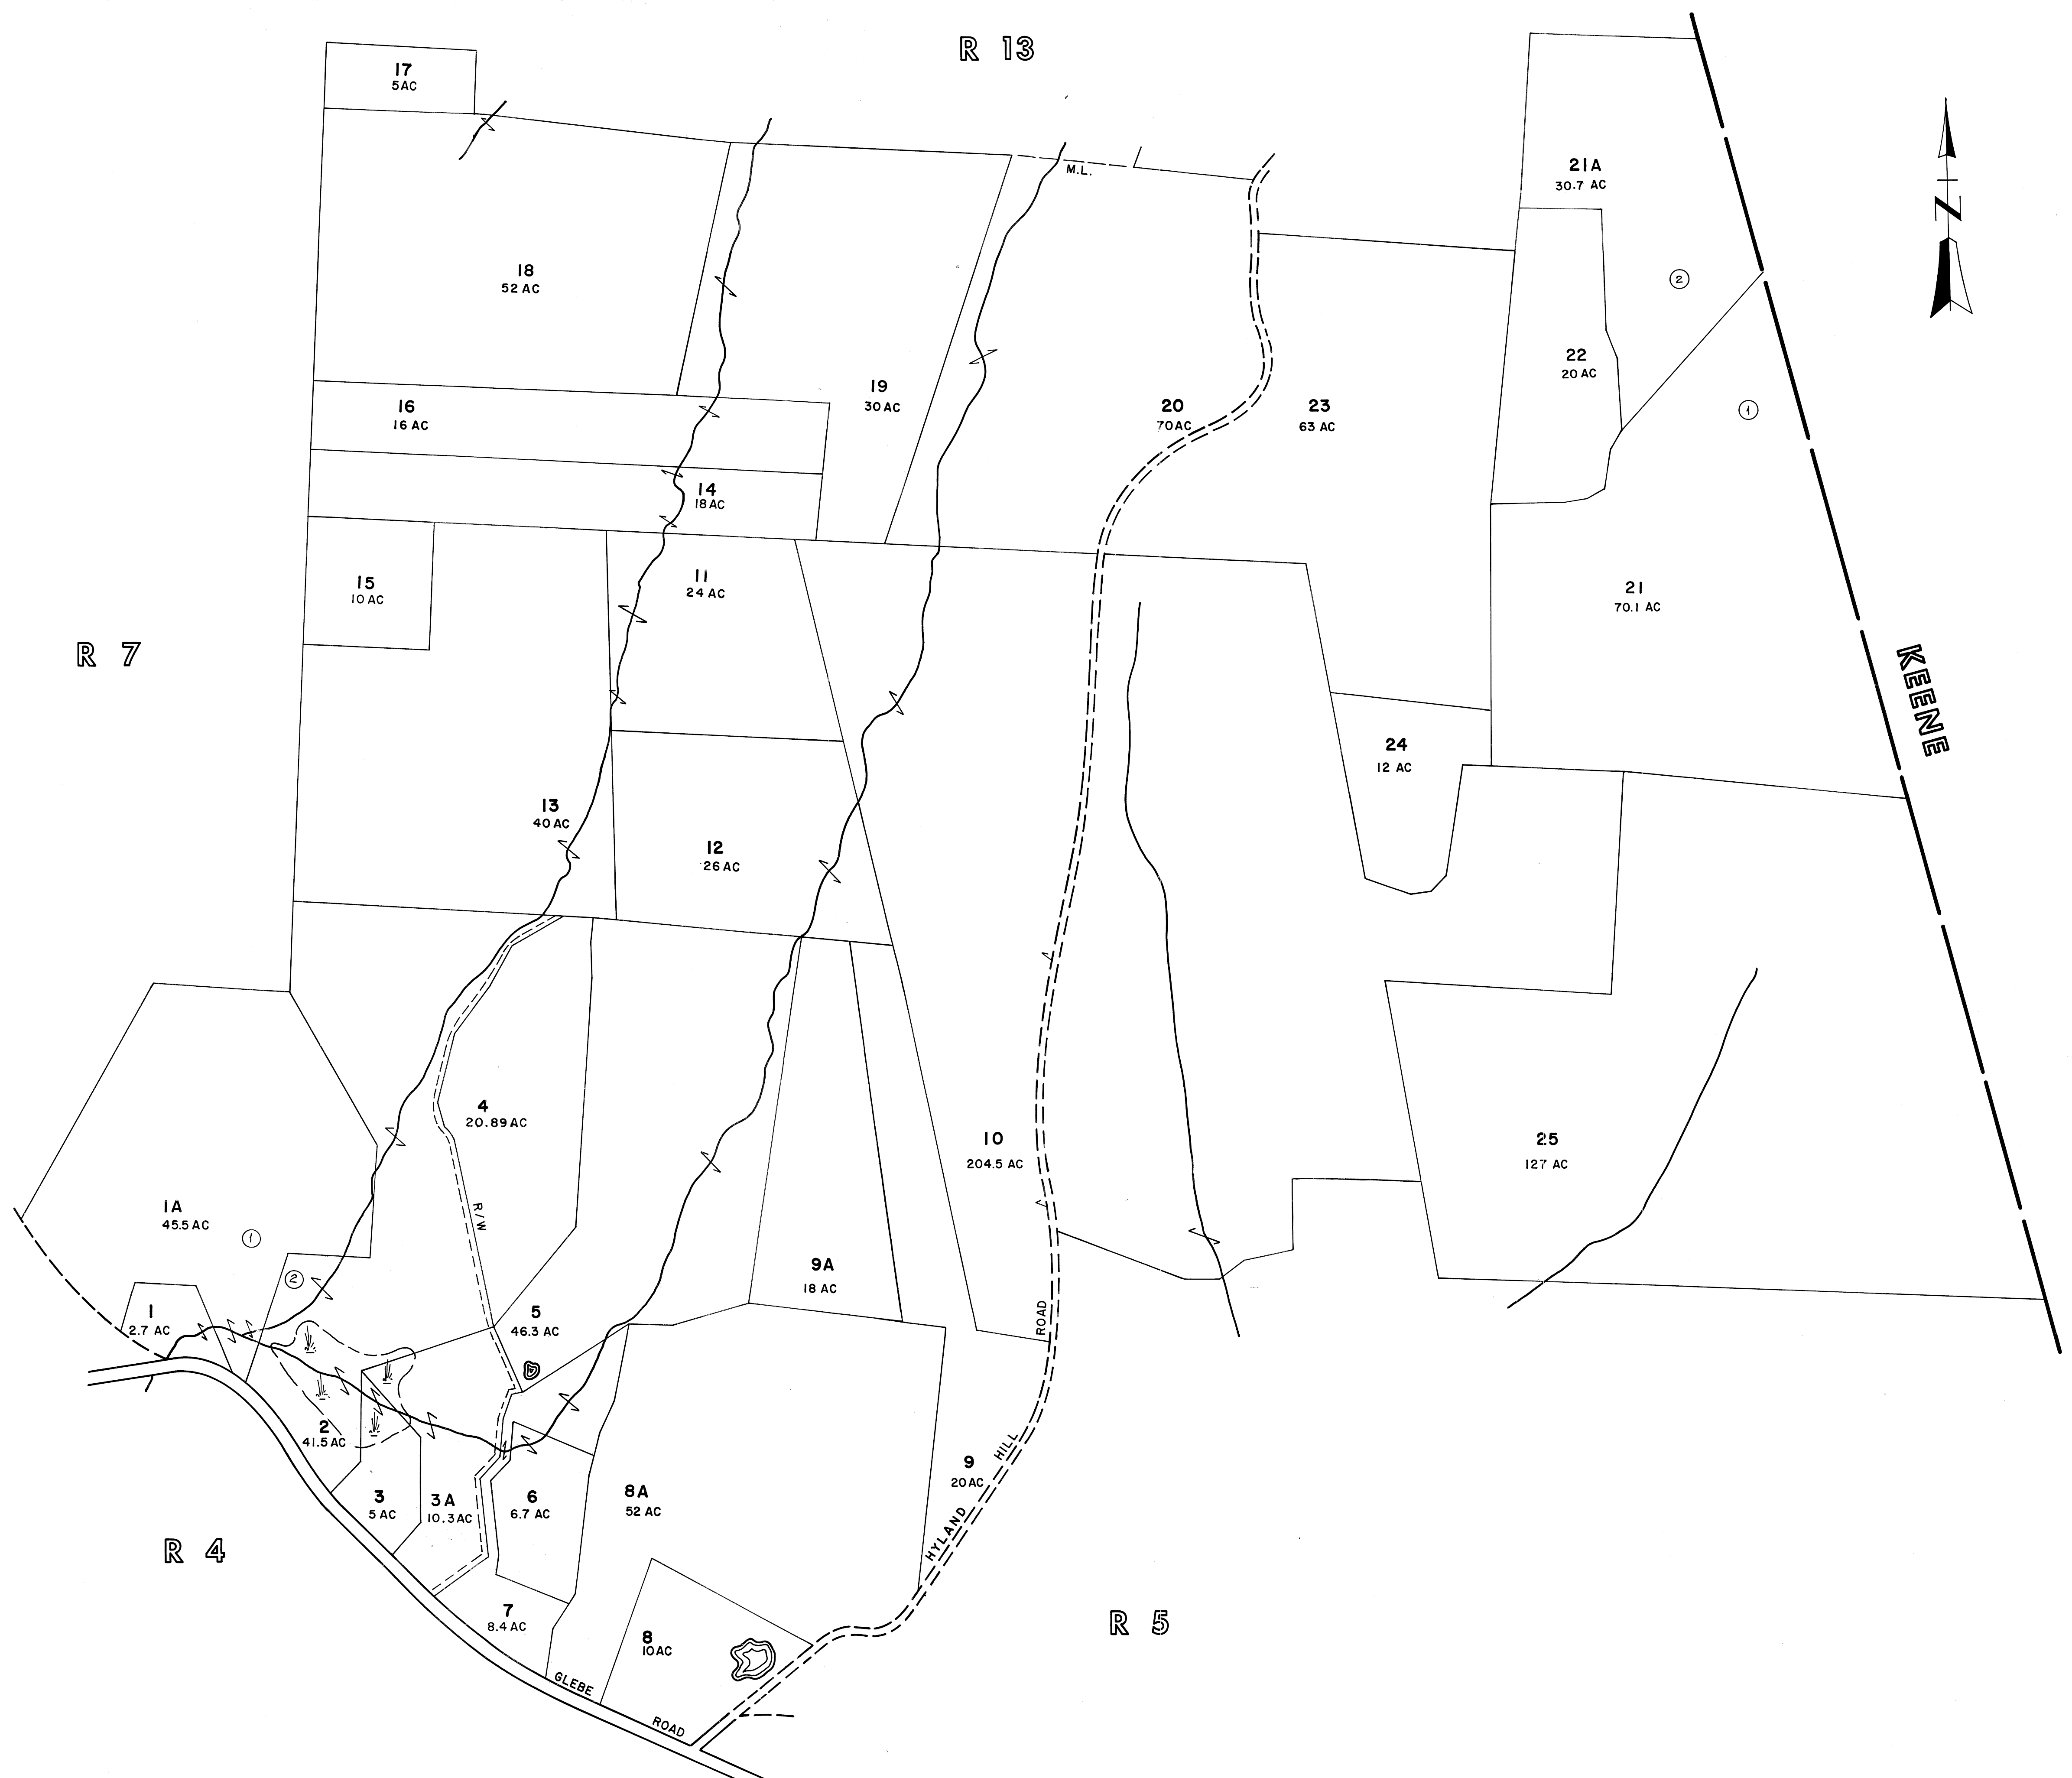 R 13
17
5 AC
M.L.
21A
30.7 AC
N
18
52 AC
2
22
20 AC
19
30 AC
16
16 AC
20
70 AC
23
63 AC
1
14
18 AC
15
10 AC
11
24 AC
21
70.1 AC
R 7
KEENE
24
12 AC
13
40 AC
12
26 AC
4
20.89 AC
10
204.5 AC
25
127 AC
1A
45.5 AC
R/W
1
9A
18 AC
2
1
2.7 AC
5
46.3 AC
2
41.5 AC
9
20 AC
HYLAND HILL ROAD
3
5 AC
3A
10.3 AC
6
6.7 AC
8A
52 AC
R 4
7
8.4 AC
8
10 AC
R 5
GLEBE ROAD